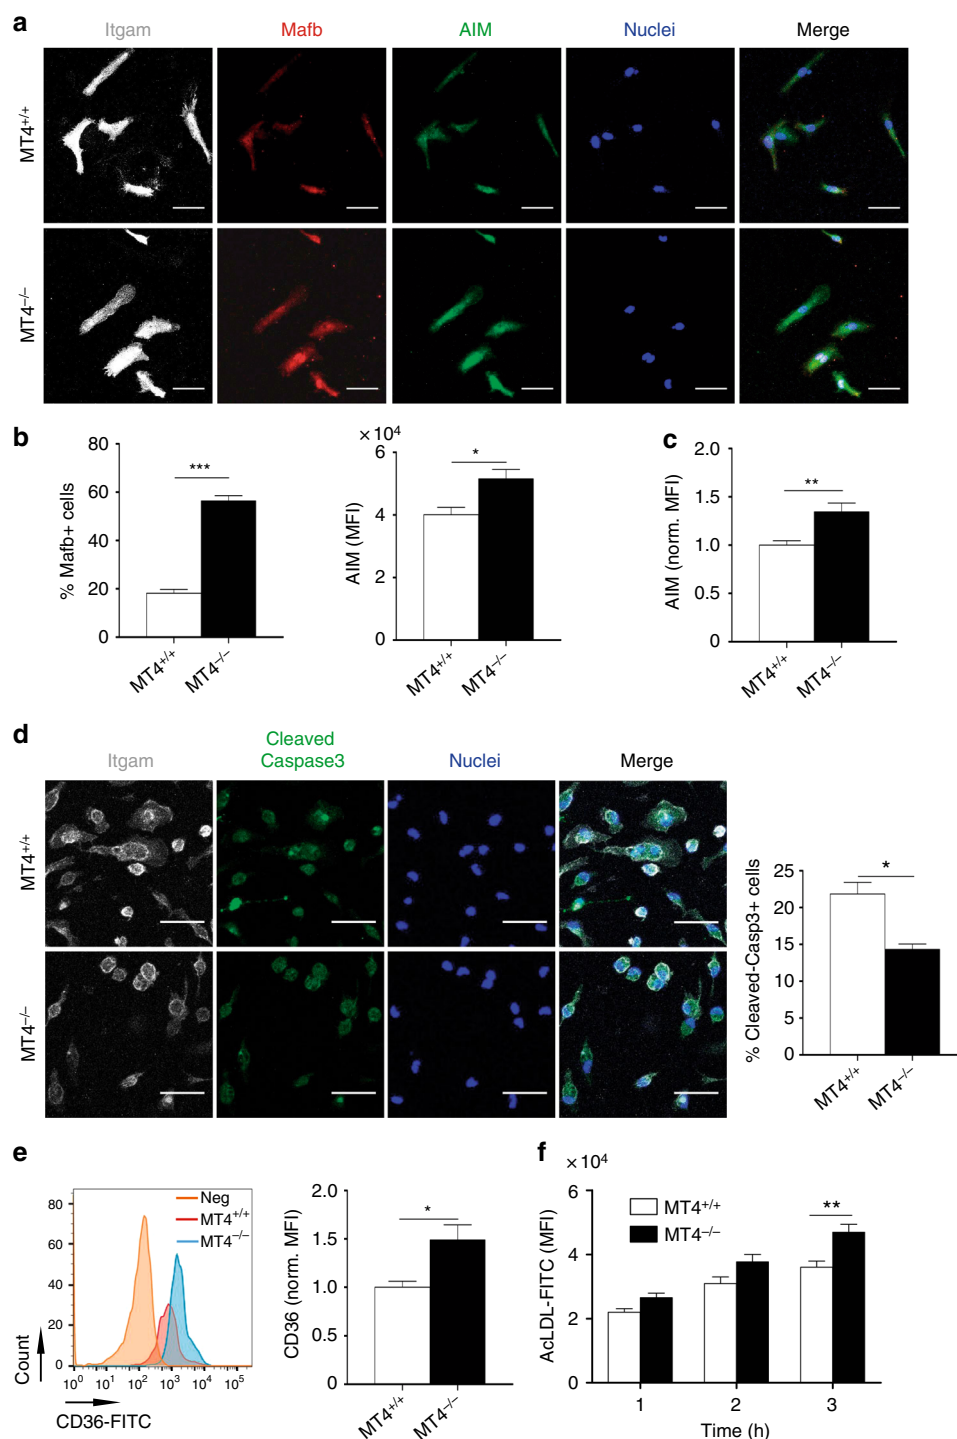 a
Itgam Mafb AIM Nuclei Merge
MT4+/+
MT4−/−
b
% Mafb+ cells
80
60
40
20
0
***
MT4+/+ MT4−/−
× 10⁴
AIM (MFI)
6
4
2
0
*
MT4+/+ MT4−/−
c
AIM (norm. MFI)
2.0
1.5
1.0
0.5
0
**
MT4+/+ MT4−/−
d
Itgam Cleaved Caspase3 Nuclei Merge
MT4+/+
MT4−/−
% Cleaved-Casp3+ cells
25
20
15
10
5
0
*
MT4+/+ MT4−/−
e
Count
80
60
40
20
0
Neg
MT4+/+
MT4−/−
10⁰ 10¹ 10² 10³ 10⁴ 10⁵
CD36-FITC
CD36 (norm. MFI)
2.0
1.5
1.0
0.5
0
*
MT4+/+ MT4−/−
f
× 10⁴
AcLDL-FITC (MFI)
6
4
2
0
MT4+/+
MT4−/−
**
1 2 3
Time (h)